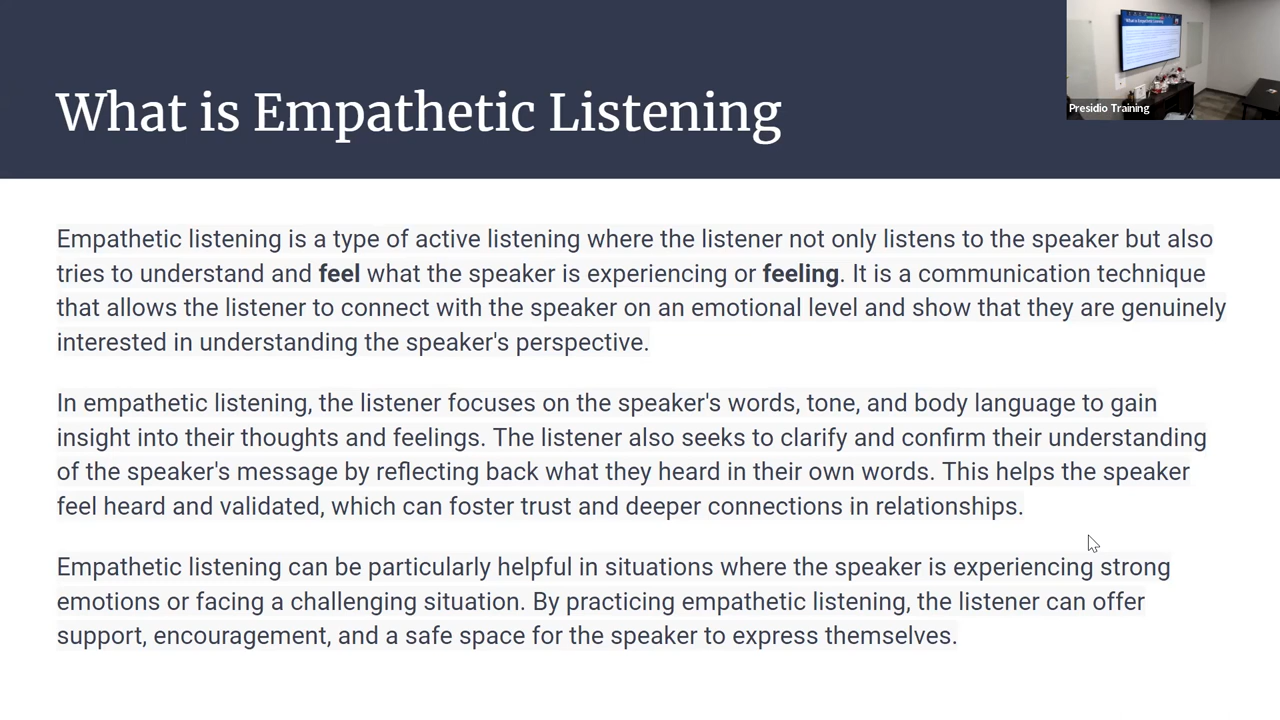 What is Empathetic Listening
Presidio Training
Empathetic listening is a type of active listening where the listener not only listens to the speaker but also
tries to understand and feel what the speaker is experiencing or feeling. It is a communication technique
that allows the listener to connect with the speaker on an emotional level and show that they are genuinely
interested in understanding the speaker's perspective.
In empathetic listening, the listener focuses on the speaker's words, tone, and body language to gain
insight into their thoughts and feelings. The listener also seeks to clarify and confirm their understanding
of the speaker's message by reflecting back what they heard in their own words. This helps the speaker
feel heard and validated, which can foster trust and deeper connections in relationships.
Empathetic listening can be particularly helpful in situations where the speaker is experiencing strong
emotions or facing a challenging situation. By practicing empathetic listening, the listener can offer
support, encouragement, and a safe space for the speaker to express themselves.